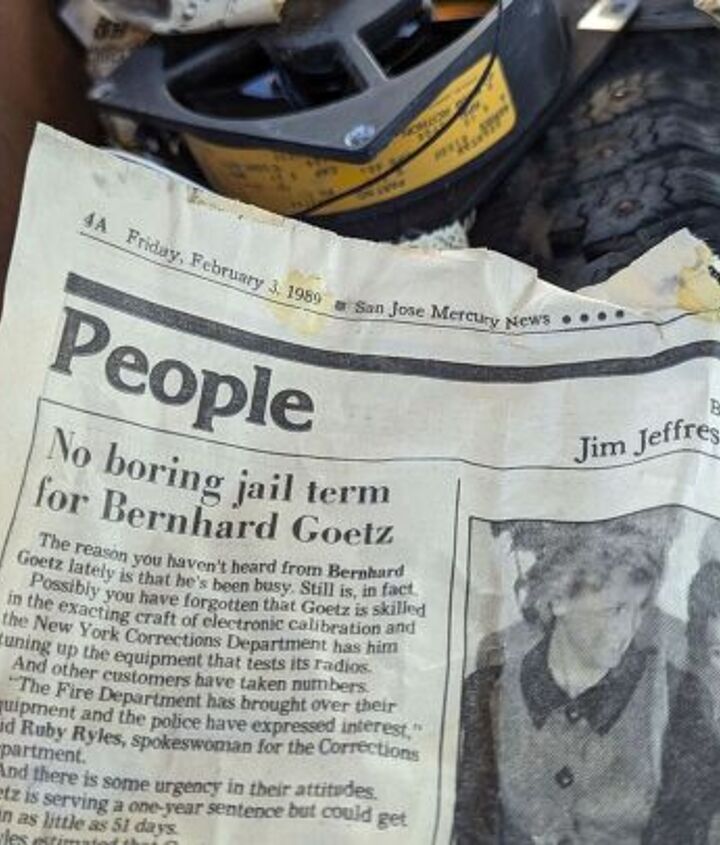 4A Friday, February 3, 1989 ■ San Jose Mercury News ● ● ● ●
People
Jim Jeffres
No boring jail term
for Bernhard Goetz
The reason you haven't heard from Bernhard
Goetz lately is that he's been busy. Still is, in fact.
Possibly you have forgotten that Goetz is skilled
in the exacting craft of electronic calibration and
the New York Corrections Department has him
tuning up the equipment that tests its radios.
And other customers have taken numbers.
"The Fire Department has brought over their
quipment and the police have expressed interest,"
id Ruby Ryles, spokeswoman for the Corrections
partment.
And there is some urgency in their attitudes.
etz is serving a one-year sentence but could get
in as little as 51 days.
les estimated that